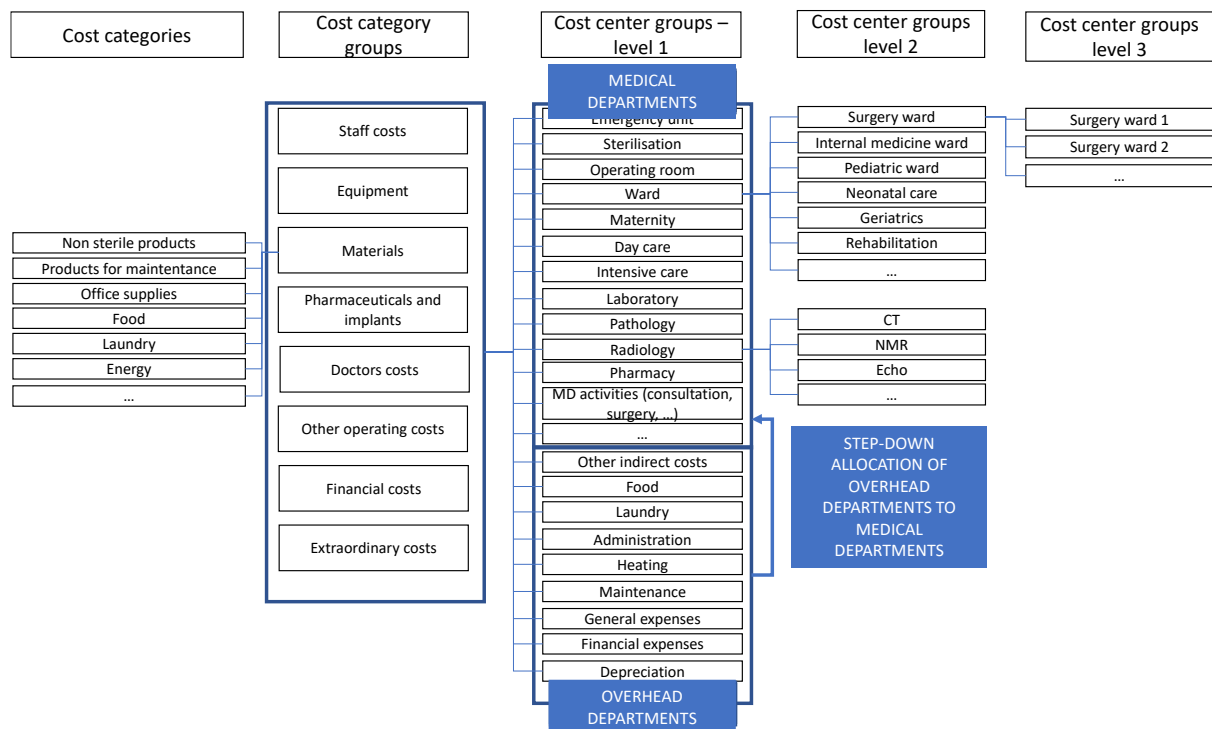 Cost categories
Cost category
groups
Cost center groups –
level 1
Cost center groups
level 2
Cost center groups
level 3
Non sterile products
Products for maintentance
Office supplies
Food
Laundry
Energy
...
Staff costs
Equipment
Materials
Pharmaceuticals and
implants
Doctors costs
Other operating costs
Financial costs
Extraordinary costs
MEDICAL
DEPARTMENTS
Emergency unit
Sterilisation
Operating room
Ward
Maternity
Day care
Intensive care
Laboratory
Pathology
Radiology
Pharmacy
MD activities (consultation,
surgery, ...)
...
Other indirect costs
Food
Laundry
Administration
Heating
Maintenance
General expenses
Financial expenses
Depreciation
OVERHEAD
DEPARTMENTS
Surgery ward
Internal medicine ward
Pediatric ward
Neonatal care
Geriatrics
Rehabilitation
...
CT
NMR
Echo
...
STEP-DOWN
ALLOCATION OF
OVERHEAD
DEPARTMENTS TO
MEDICAL
DEPARTMENTS
Surgery ward 1
Surgery ward 2
...